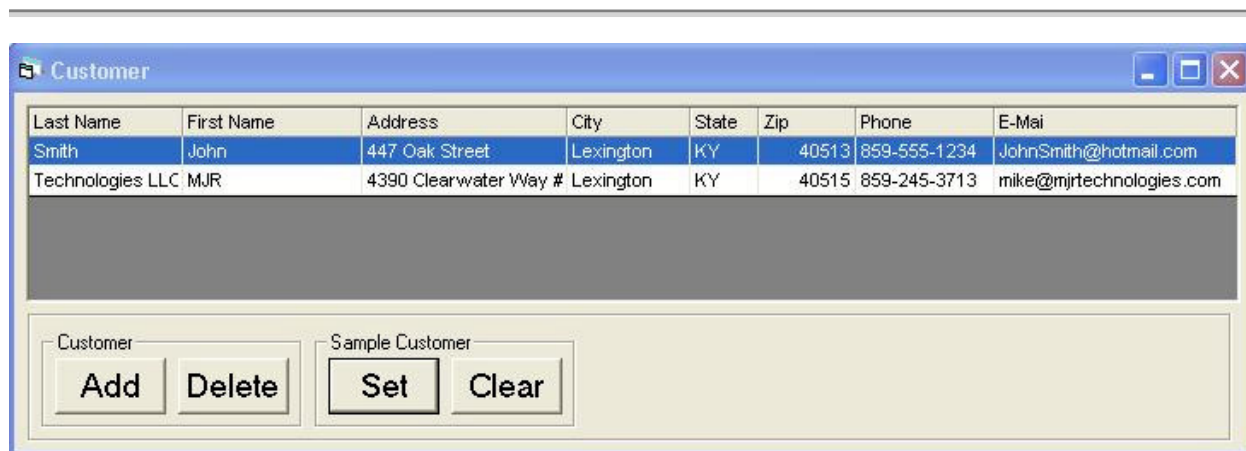 Customer
Last Name First Name Address City State Zip Phone E-Mai
Smith John 447 Oak Street Lexington KY 40513 859-555-1234 JohnSmith@hotmail.com
Technologies LLC MJR 4390 Clearwater Way # Lexington KY 40515 859-245-3713 mike@mjrtechnologies.com
Customer Sample Customer
Add Delete Set Clear